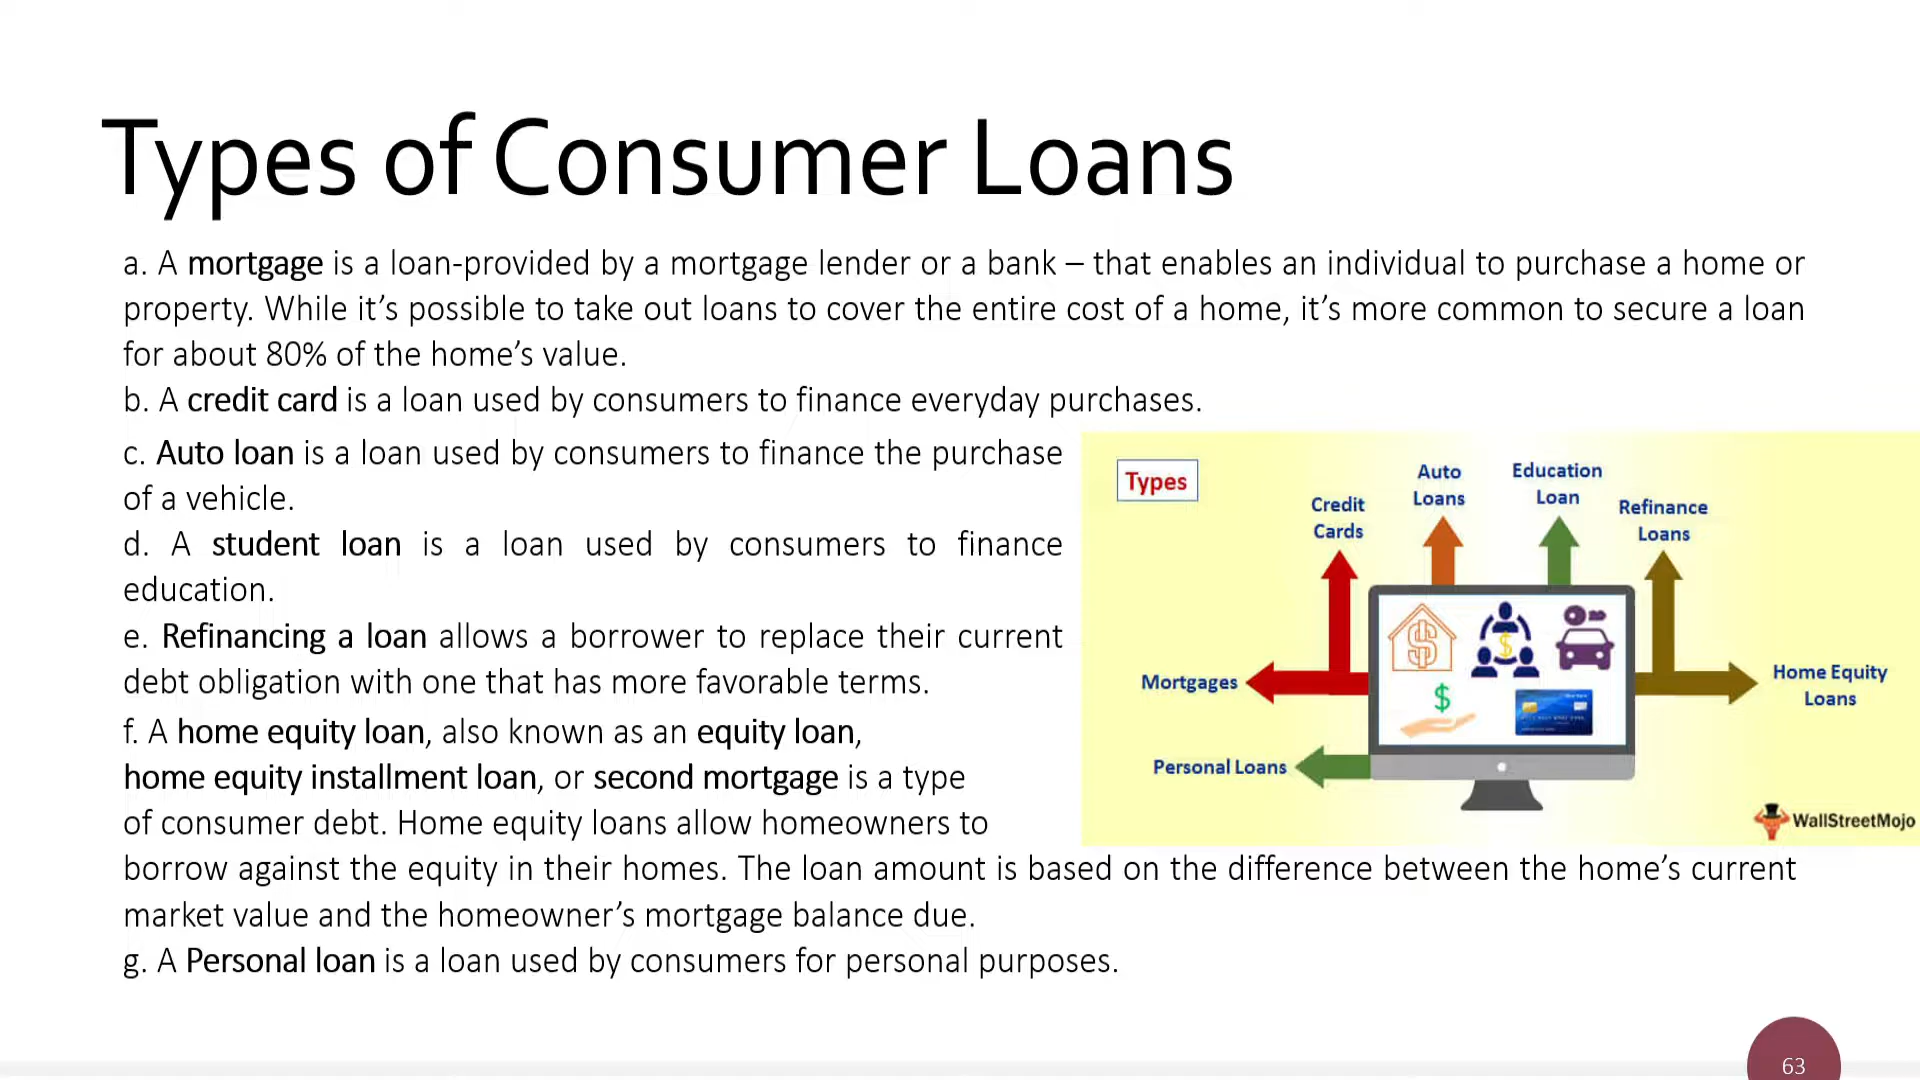 Types of Consumer Loans
a. A mortgage is a loan-provided by a mortgage lender or a bank – that enables an individual to purchase a home or
property. While it’s possible to take out loans to cover the entire cost of a home, it’s more common to secure a loan
for about 80% of the home’s value.
b. A credit card is a loan used by consumers to finance everyday purchases.
c. Auto loan is a loan used by consumers to finance the purchase
of a vehicle.
d. A student loan is a loan used by consumers to finance
education.
e. Refinancing a loan allows a borrower to replace their current
debt obligation with one that has more favorable terms.
f. A home equity loan, also known as an equity loan,
home equity installment loan, or second mortgage is a type
of consumer debt. Home equity loans allow homeowners to
borrow against the equity in their homes. The loan amount is based on the difference between the home’s current
market value and the homeowner’s mortgage balance due.
g. A Personal loan is a loan used by consumers for personal purposes.
Types
Credit
Cards
Auto
Loans
Education
Loan
Refinance
Loans
Mortgages
Home Equity
Loans
Personal Loans
WallStreetMojo
63